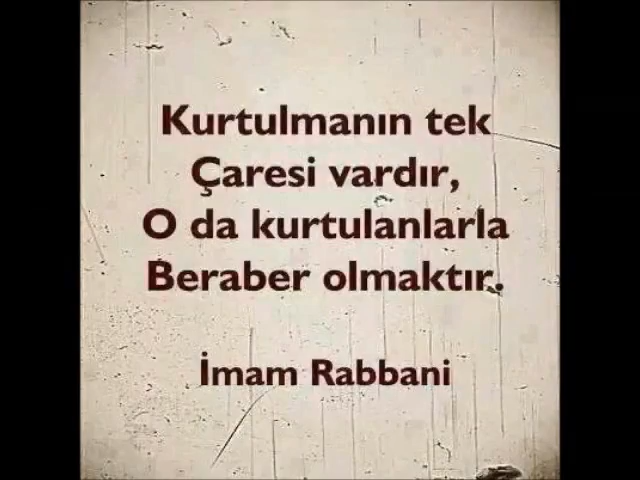 Kurtulmanın tek
Çaresi vardır,
O da kurtulanlarla
Beraber olmaktır.
İmam Rabbani